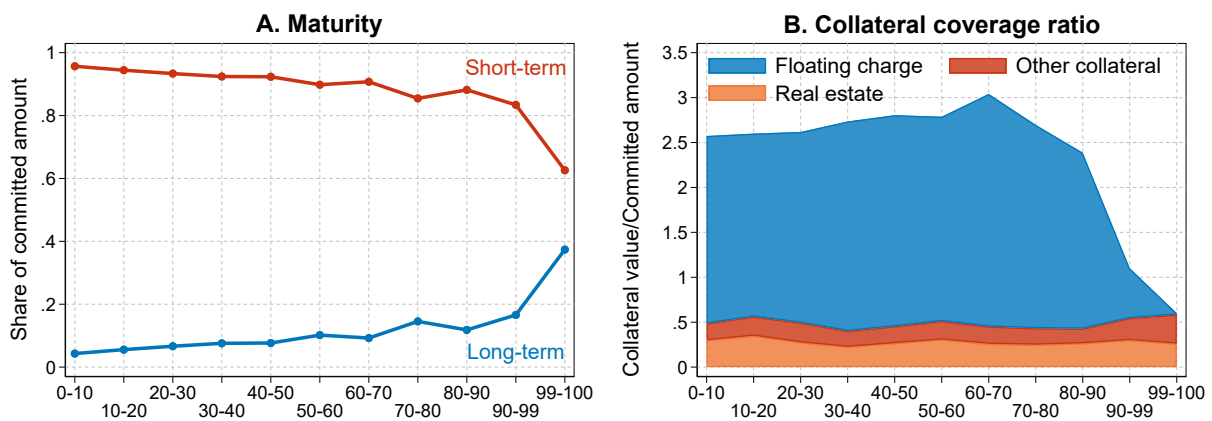 A. Maturity
Share of committed amount
1
.8
.6
.4
.2
0
Short-term
Long-term
0-10 20-30 40-50 60-70 80-90 99-100
10-20 30-40 50-60 70-80 90-99
B. Collateral coverage ratio
Collateral value/Committed amount
3.5
3
2.5
2
1.5
1
.5
0
Floating charge Other collateral
Real estate
0-10 20-30 40-50 60-70 80-90 99-100
10-20 30-40 50-60 70-80 90-99